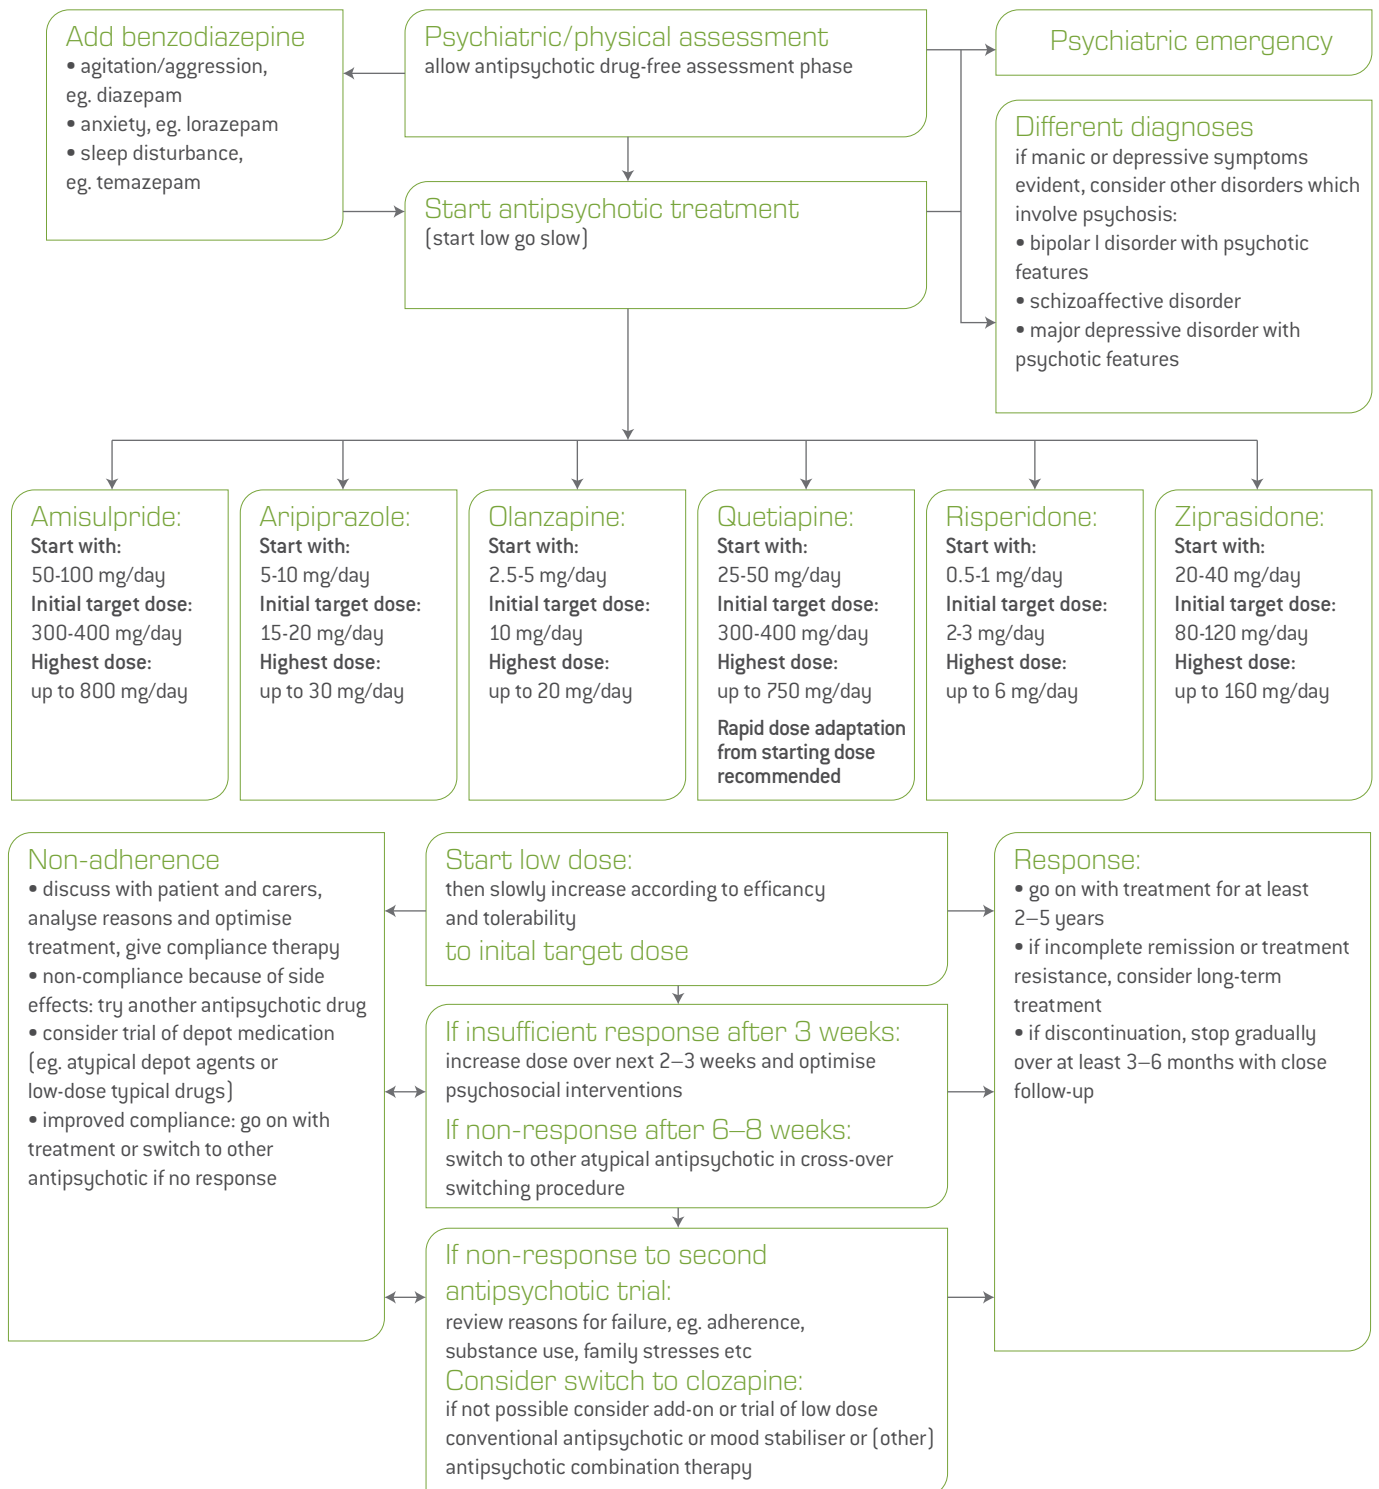 Add benzodiazepine
• agitation/aggression,
eg. diazepam
• anxiety, eg. lorazepam
• sleep disturbance,
eg. temazepam
Psychiatric/physical assessment
allow antipsychotic drug-free assessment phase
Psychiatric emergency
Start antipsychotic treatment
(start low go slow)
Different diagnoses
if manic or depressive symptoms
evident, consider other disorders which
involve psychosis:
• bipolar I disorder with psychotic
features
• schizoaffective disorder
• major depressive disorder with
psychotic features
Amisulpride:
Start with:
50-100 mg/day
Initial target dose:
300-400 mg/day
Highest dose:
up to 800 mg/day
Aripiprazole:
Start with:
5-10 mg/day
Initial target dose:
15-20 mg/day
Highest dose:
up to 30 mg/day
Olanzapine:
Start with:
2.5-5 mg/day
Initial target dose:
10 mg/day
Highest dose:
up to 20 mg/day
Quetiapine:
Start with:
25-50 mg/day
Initial target dose:
300-400 mg/day
Highest dose:
up to 750 mg/day
Rapid dose adaptation
from starting dose
recommended
Risperidone:
Start with:
0.5-1 mg/day
Initial target dose:
2-3 mg/day
Highest dose:
up to 6 mg/day
Ziprasidone:
Start with:
20-40 mg/day
Initial target dose:
80-120 mg/day
Highest dose:
up to 160 mg/day
Non-adherence
• discuss with patient and carers,
analyse reasons and optimise
treatment, give compliance therapy
• non-compliance because of side
effects: try another antipsychotic drug
• consider trial of depot medication
(eg. atypical depot agents or
low-dose typical drugs)
• improved compliance: go on with
treatment or switch to other
antipsychotic if no response
Start low dose:
then slowly increase according to efficancy
and tolerability
to inital target dose
If insufficient response after 3 weeks:
increase dose over next 2–3 weeks and optimise
psychosocial interventions
If non-response after 6–8 weeks:
switch to other atypical antipsychotic in cross-over
switching procedure
If non-response to second
antipsychotic trial:
review reasons for failure, eg. adherence,
substance use, family stresses etc
Consider switch to clozapine:
if not possible consider add-on or trial of low dose
conventional antipsychotic or mood stabiliser or (other)
antipsychotic combination therapy
Response:
• go on with treatment for at least
2–5 years
• if incomplete remission or treatment
resistance, consider long-term
treatment
• if discontinuation, stop gradually
over at least 3–6 months with close
follow-up